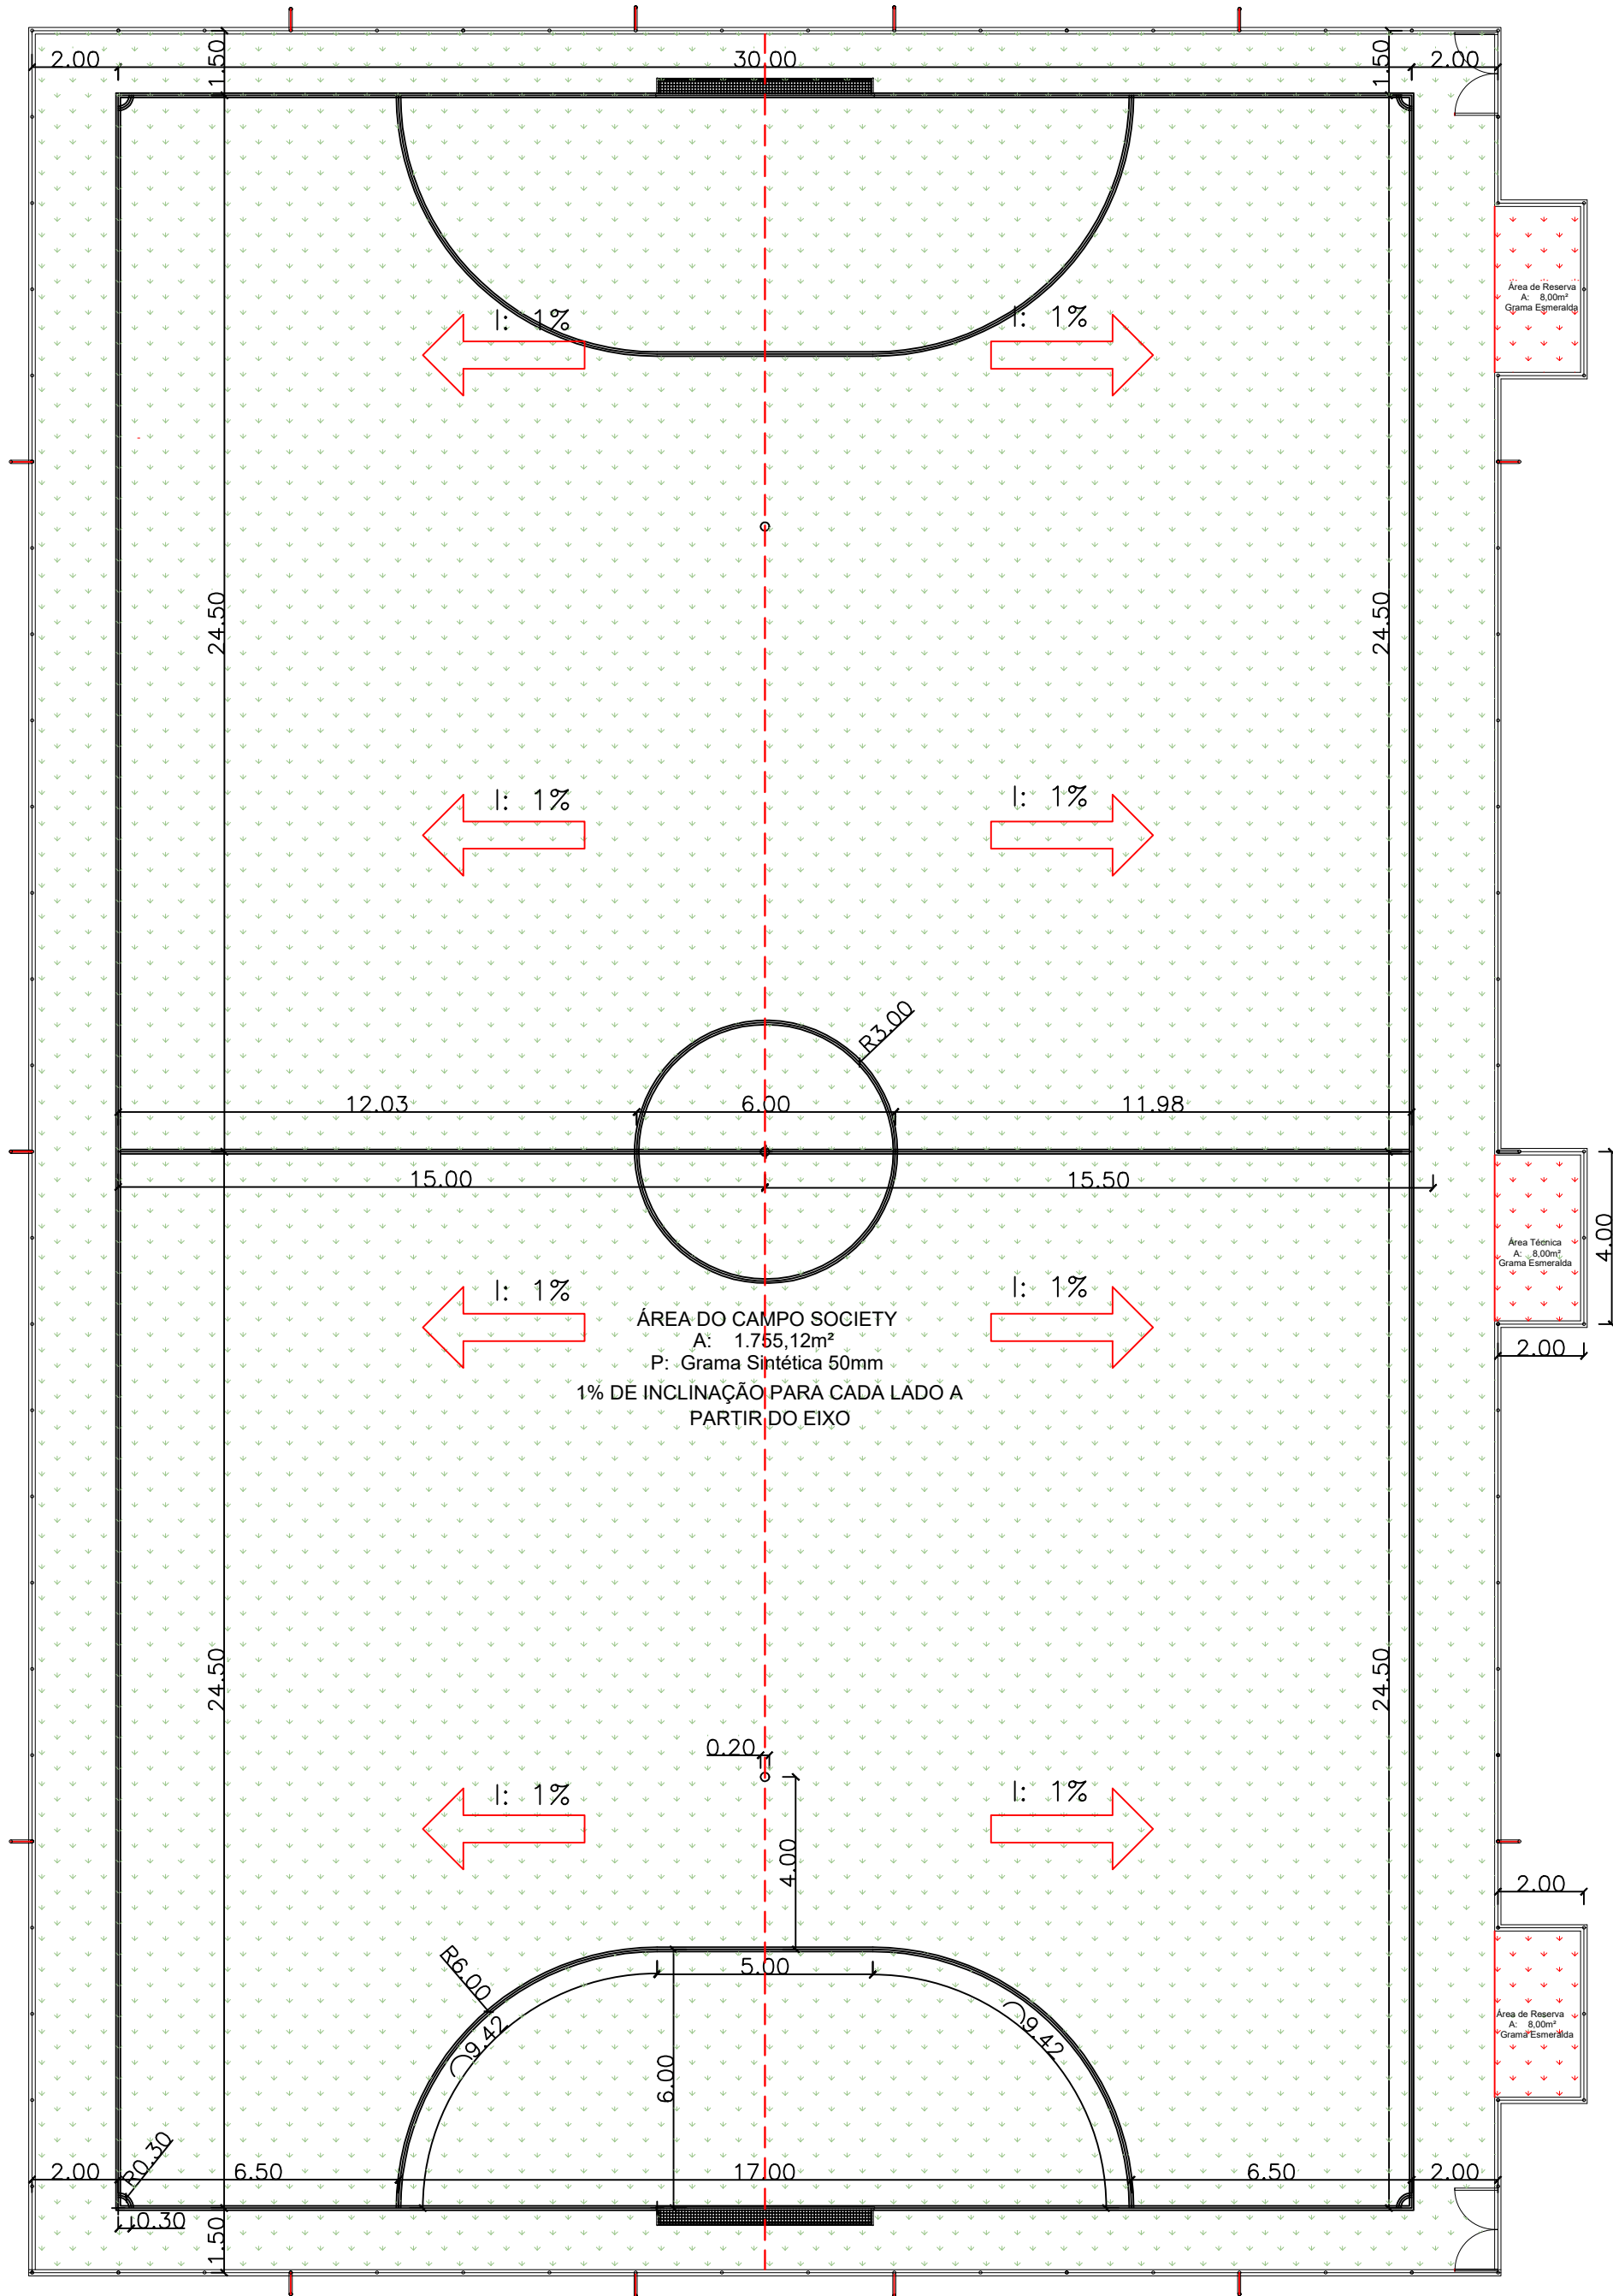 2.00
1.50
30.00
1.50
2.00
Área de Reserva
A: 8,00m²
Grama Esmeralda
I: 1%
I: 1%
24.50
24.50
I: 1%
I: 1%
R3.00
12.03
6.00
11.98
15.00
15.50
Área Técnica
A: 8,00m²
Grama Esmeralda
4.00
2.00
I: 1%
I: 1%
ÁREA DO CAMPO SOCIETY
A: 1.755,12m²
P: Grama Sintética 50mm
1% DE INCLINAÇÃO PARA CADA LADO A
PARTIR DO EIXO
24.50
24.50
0.20
I: 1%
I: 1%
4.00
2.00
R6.00
5.00
9.42
9.42
6.00
Área de Reserva
A: 8,00m²
Grama Esmeralda
R0.30
2.00
6.50
17.00
6.50
2.00
0.30
1.50